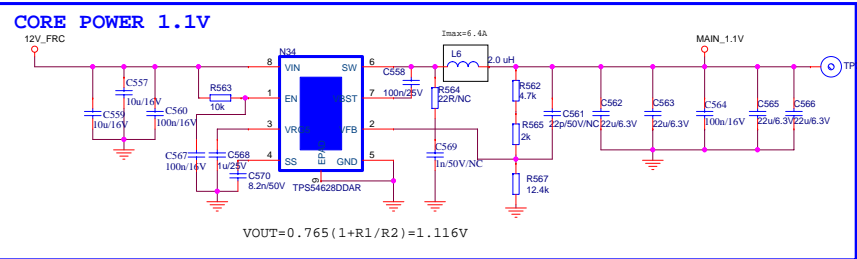 CORE POWER 1.1V
12V_FRC
Imax=6.4A
MAIN_1.1V
N34
L6
2.0 uH
TP
8
VIN
SW
6
C558
100n/25V
C557
10u/16V
R563
10k
1
EN
VBST
7
R564
22R/NC
R562
4.7k
C559
10u/16V
C560
100n/16V
C561
22p/50V/NC
C562
22u/6.3V
C563
22u/6.3V
C564
100n/16V
C565
22u/6.3V
C566
22u/6.3V
3
VFB
2
R565
2k
C567
100n/16V
C568
1u/25V
4
SS
GND
5
C569
1n/50V/NC
EPAD
9
C570
8.2n/50V
TPS54628DDAR
R567
12.4k
VOUT=0.765(1+R1/R2)=1.116V